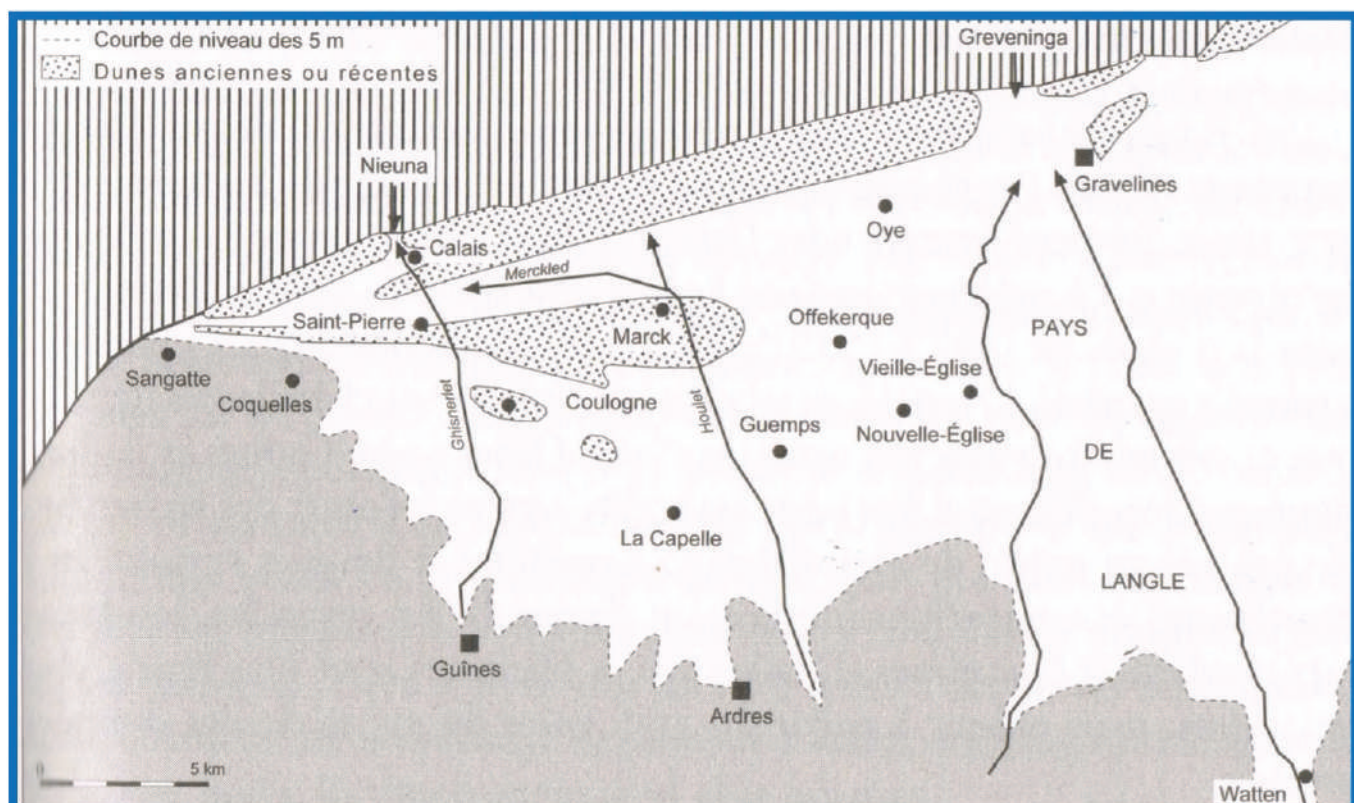 Courbe de niveau des 5 m
Dunes anciennes ou récentes
Greveninga
Nieuna
Gravelines
Calais
Oye
Merckled
Saint-Pierre
Marck
Offekerque
PAYS
Sangatte
Coquelles
Vieille-Église
Ghisnerlet
Coulogne
Houlet
Guemps
Nouvelle-Église
DE
La Capelle
LANGLE
Guînes
Ardres
0
5 km
Watten